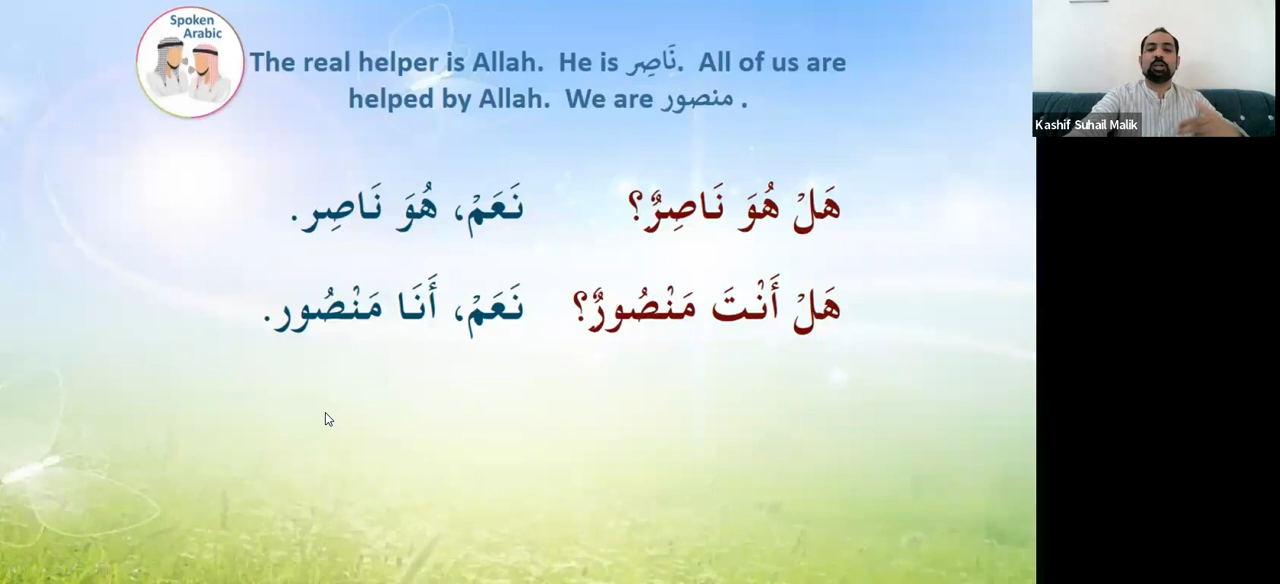 Spoken
Arabic
The real helper is Allah. He is نَاصِر. All of us are
helped by Allah. We are منصور .
هَلْ هُوَ نَاصِرٌ؟ نَعَمْ، هُوَ نَاصِر.
هَلْ أَنْتَ مَنْصُورٌ؟ نَعَمْ، أَنَا مَنْصُور.
Kashif Suhail Malik